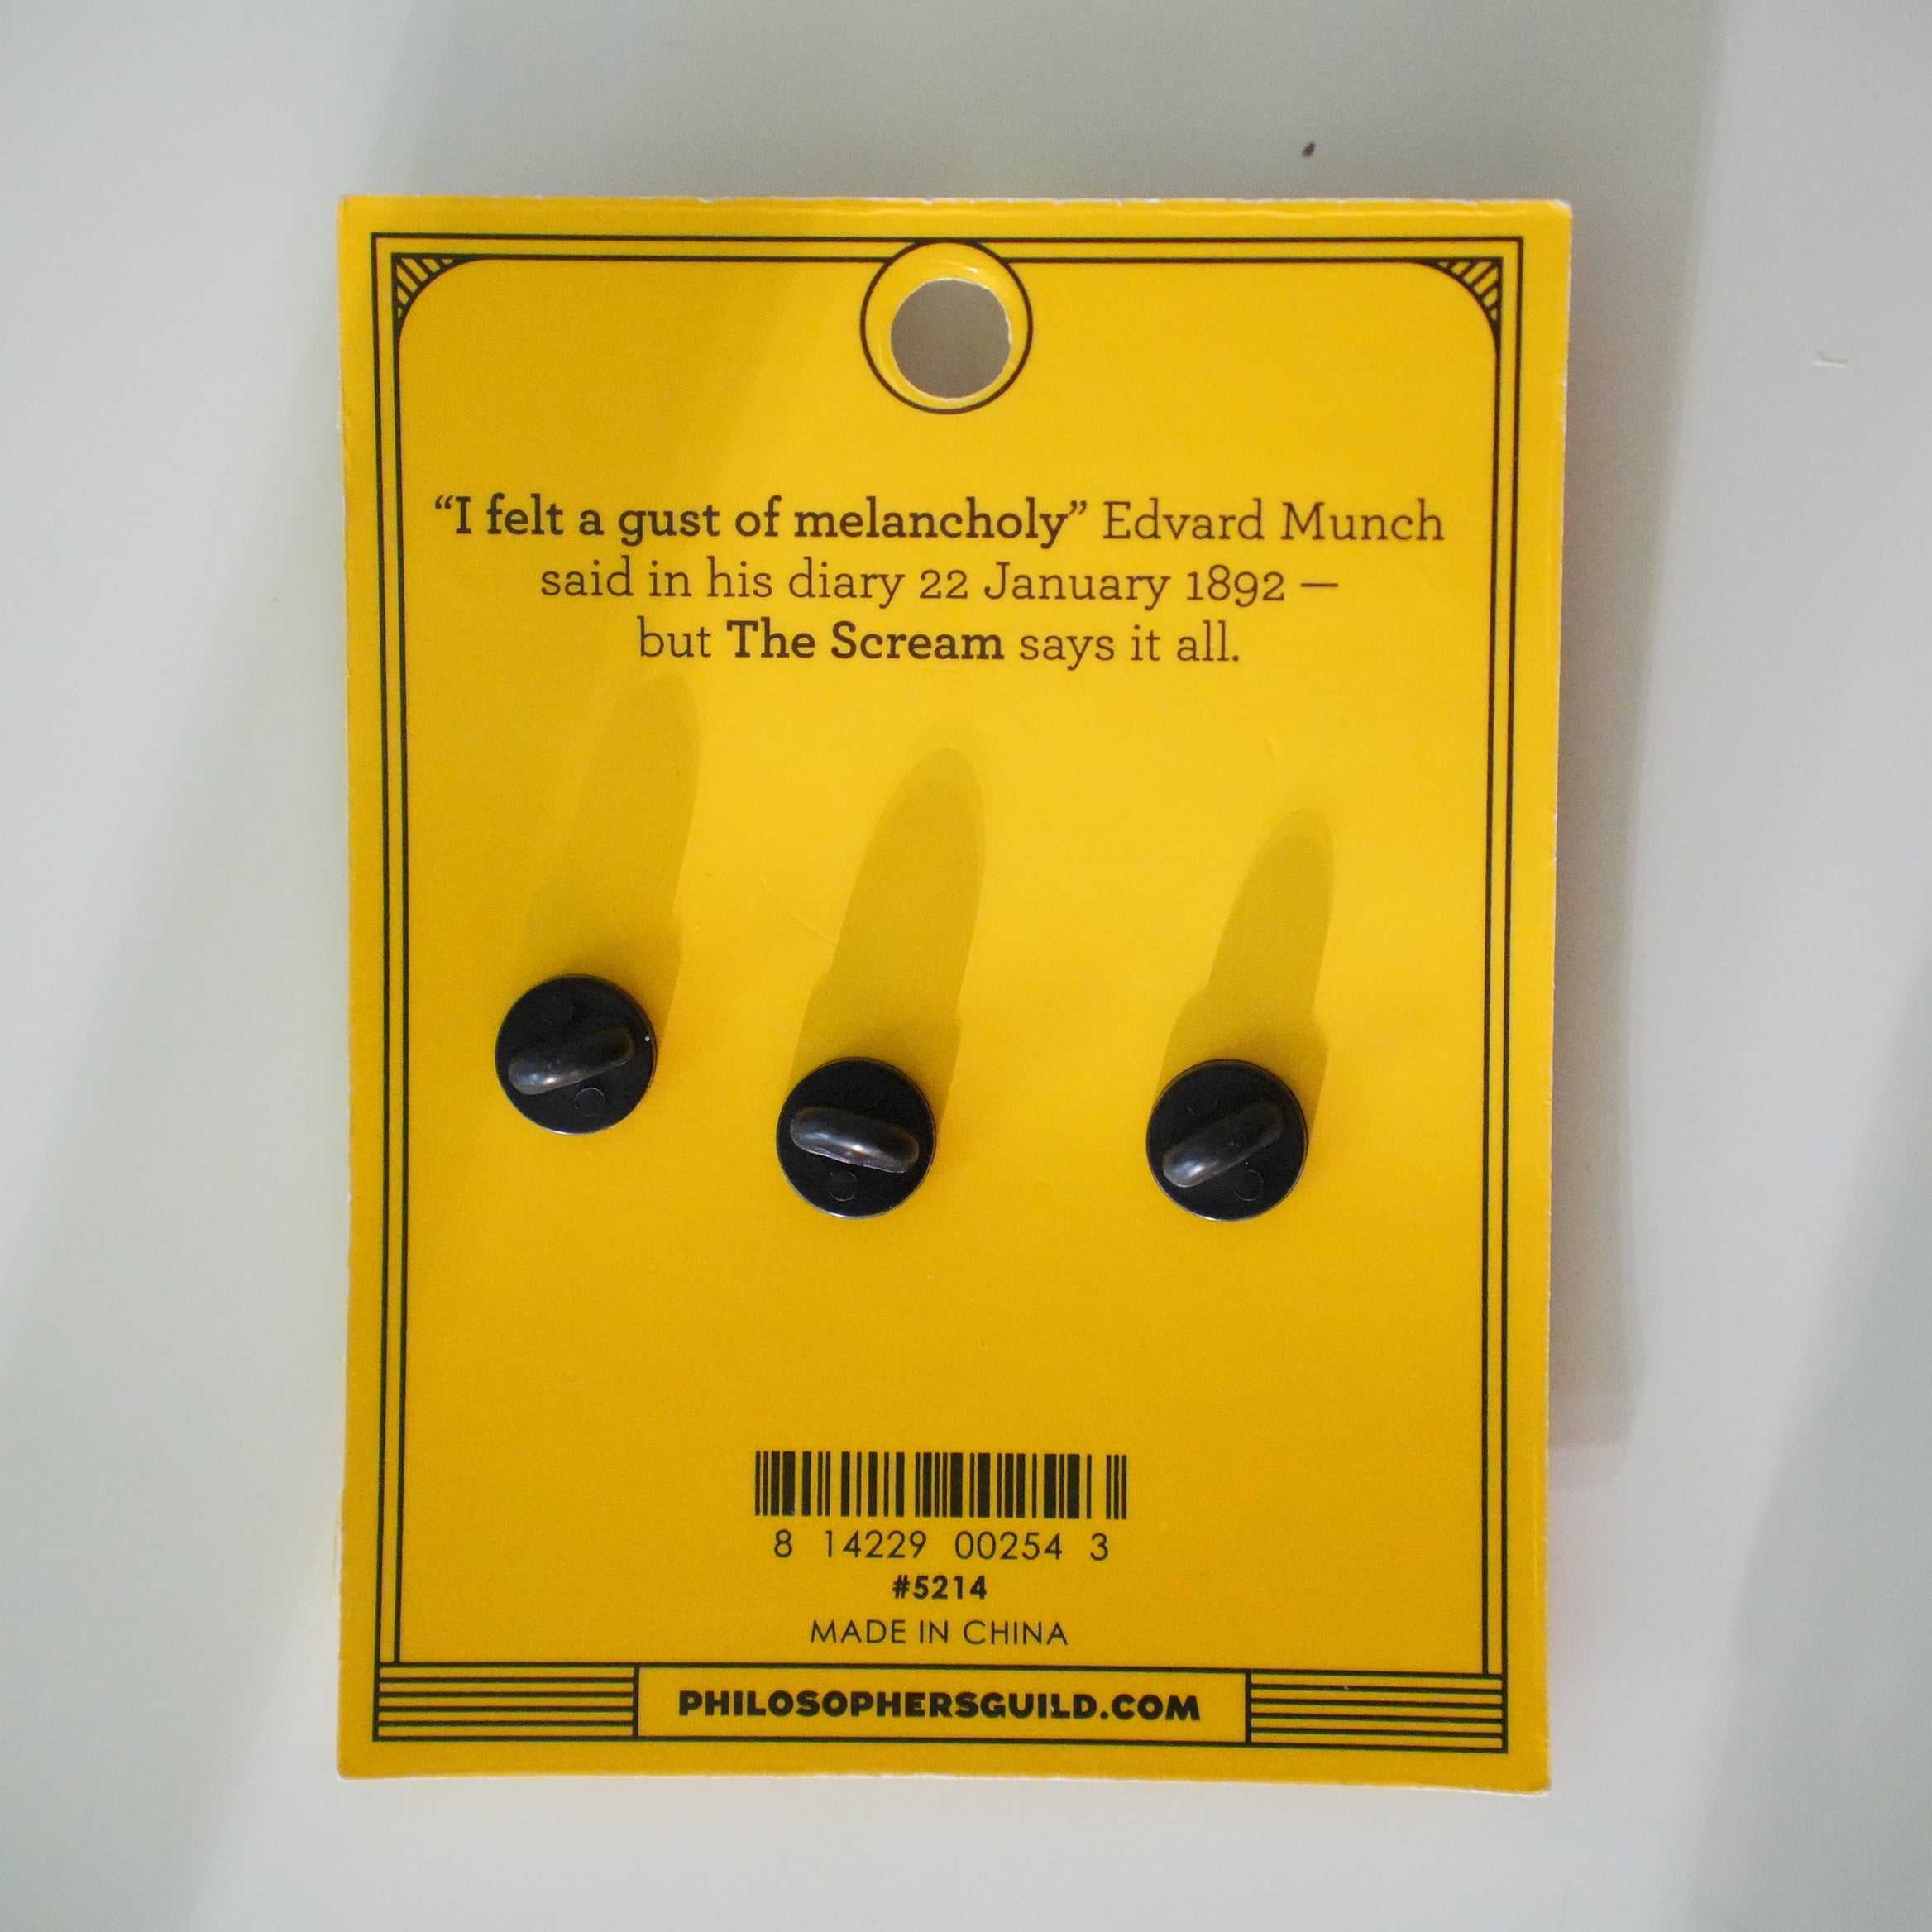 “I felt a gust of melancholy” Edvard Munch
said in his diary 22 January 1892 —
but The Scream says it all.
8 14229 00254 3
#5214
MADE IN CHINA
PHILOSOPHERSGUILD.COM